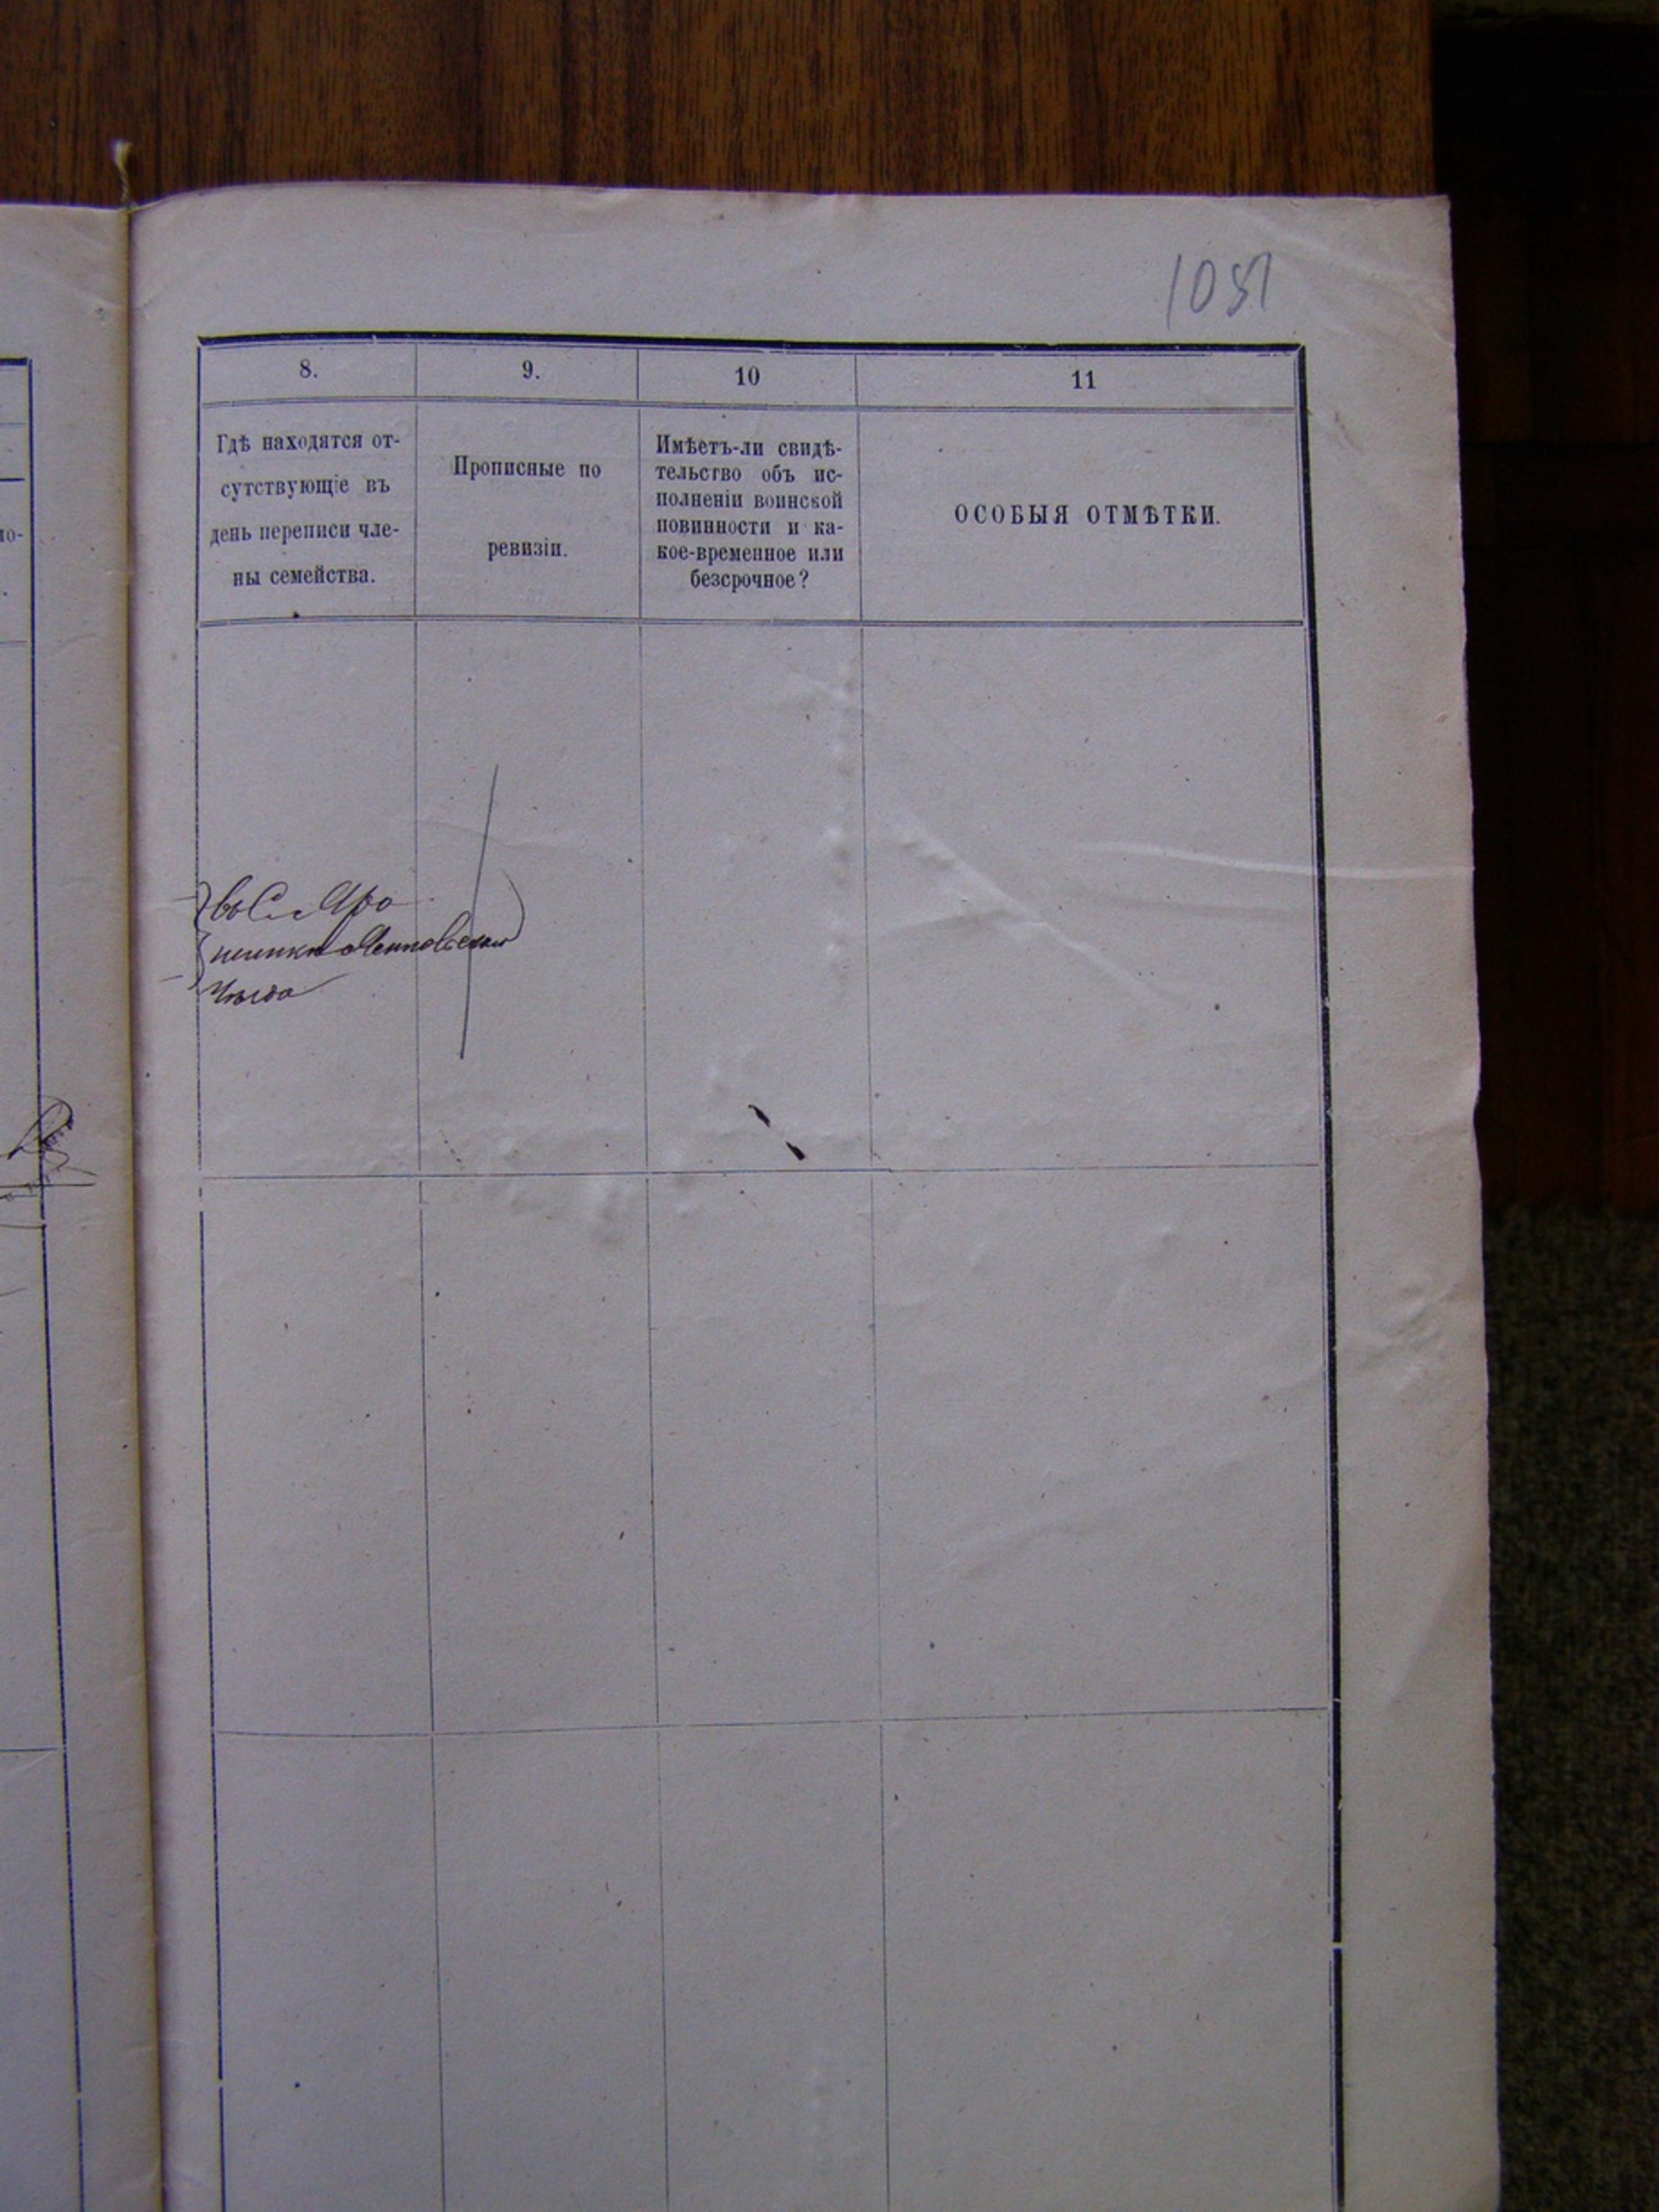 1051
8.
9.
10
11
Гдѣ находятся от-
сутствующіе въ
день переписи чле-
ны семейства.
Прописные по
ревизіи.
Имѣетъ-ли свидѣ-
тельство объ ис-
полненіи воинской
повинности и ка-
кое-временное или
безсрочное?
ОСОБЫЯ ОТМѢТКИ.